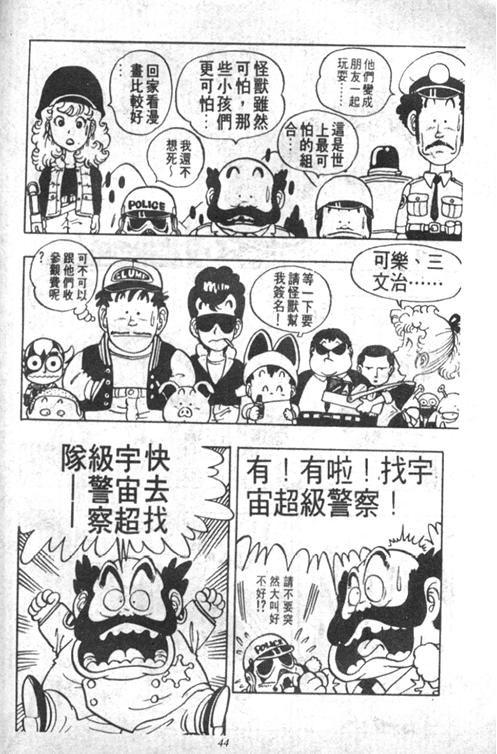 他們變成
朋友一起
玩耍……
這是世
上最可
怕的組
合…
怪獸雖然
可怕，那
些小孩們
更可怕…
我還不
想死～
回家看漫
畫比較好
…
POLICE
可樂、三
文治……
等一下要
請怪獸幫
我簽名！
可不可以
跟他們收
參觀費呢
？
SLUMP
有！有啦！找宇
宙超級警察！
請不要突
然大叫好
不好!?
POLICE
快去找
宇宙超
級警察
隊——
44